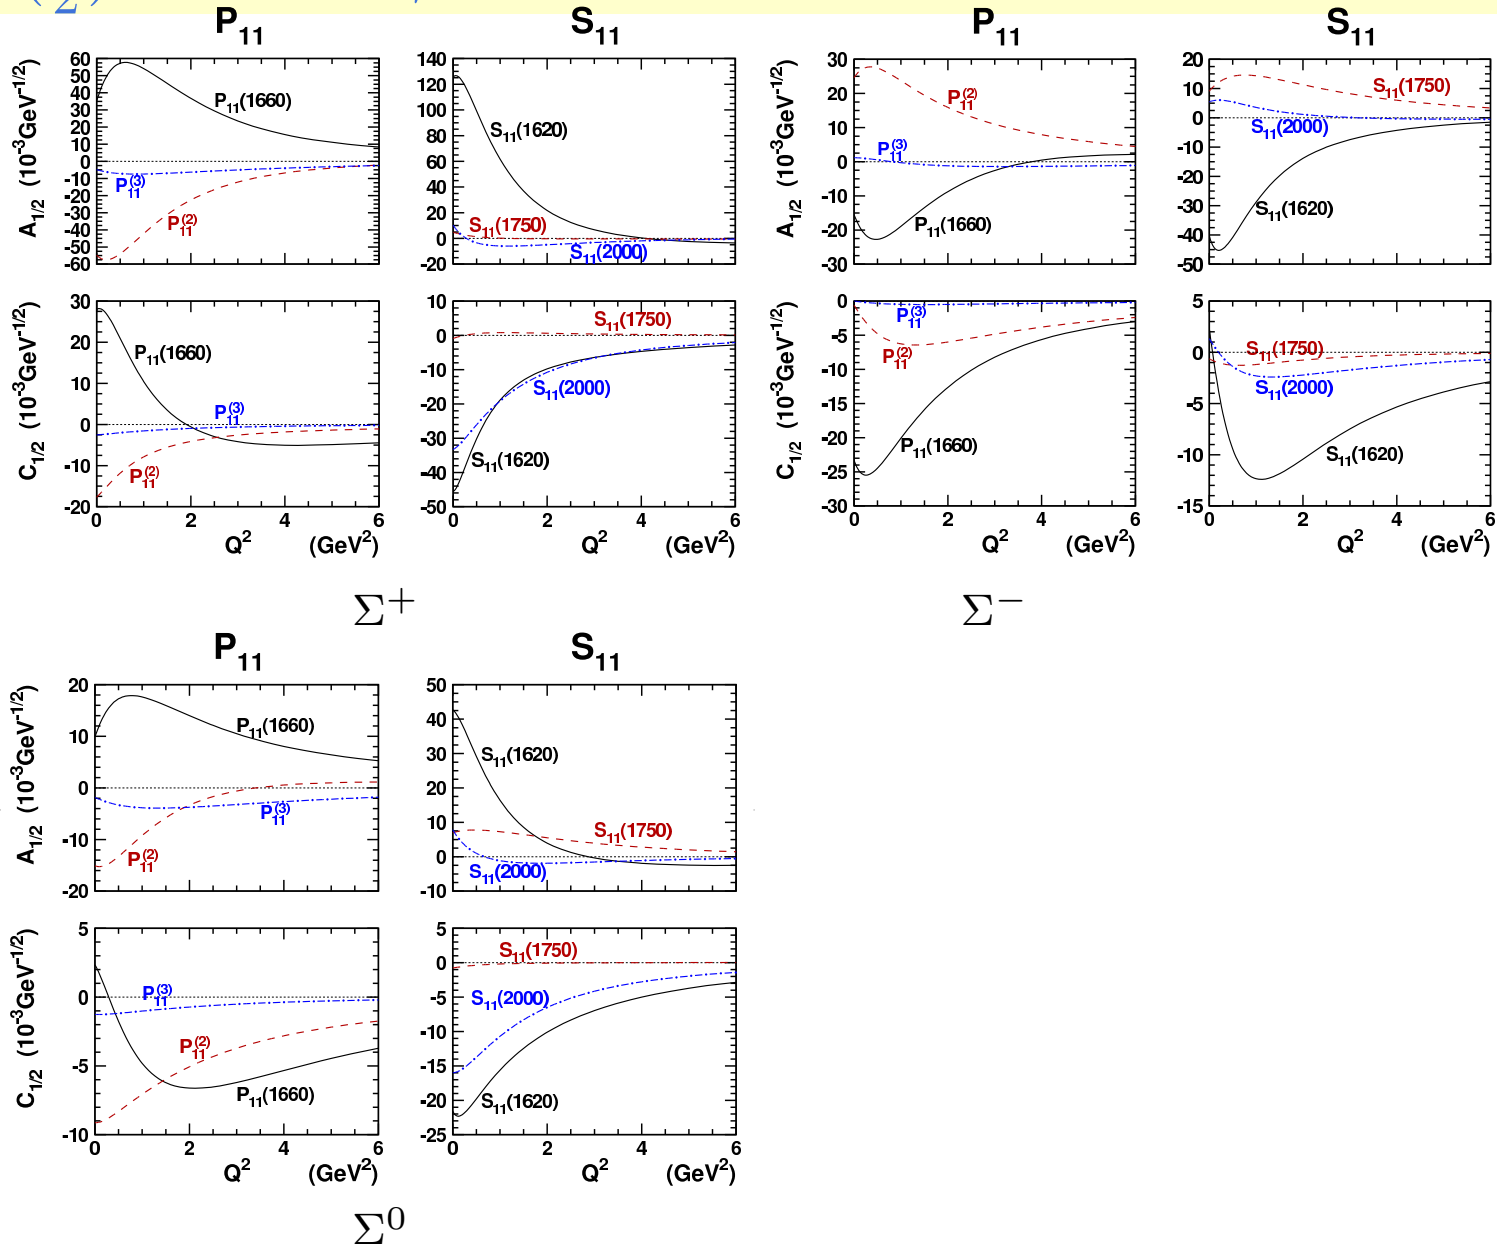 (Σ)
P11 S11 P11 S11
A1/2 (10-3GeV-1/2)
60
50
40
30
20
10
0
-10
-20
-30
-40
-50
-60
P11(1660)
P11(3)
P11(2)
140
120
100
80
60
40
20
0
-20
S11(1620)
S11(1750)
S11(2000)
A1/2 (10-3GeV-1/2)
30
20
10
0
-10
-20
-30
P11(2)
P11(3)
P11(1660)
20
10
0
-10
-20
-30
-40
-50
S11(1750)
S11(2000)
S11(1620)
C1/2 (10-3GeV-1/2)
30
20
10
0
-10
-20
P11(1660)
P11(3)
P11(2)
0 2 4 6
Q2 (GeV2)
10
0
-10
-20
-30
-40
-50
S11(1750)
S11(2000)
S11(1620)
0 2 4 6
Q2 (GeV2)
C1/2 (10-3GeV-1/2)
0
-5
-10
-15
-20
-25
-30
P11(3)
P11(2)
P11(1660)
0 2 4 6
Q2 (GeV2)
5
0
-5
-10
-15
S11(1750)
S11(2000)
S11(1620)
0 2 4 6
Q2 (GeV2)
Σ+ Σ−
P11 S11
A1/2 (10-3GeV-1/2)
20
10
0
-10
-20
P11(1660)
P11(3)
P11(2)
50
40
30
20
10
0
-10
S11(1620)
S11(1750)
S11(2000)
C1/2 (10-3GeV-1/2)
5
0
-5
-10
P11(3)
P11(2)
P11(1660)
0 2 4 6
Q2 (GeV2)
5
0
-5
-10
-15
-20
-25
S11(1750)
S11(2000)
S11(1620)
0 2 4 6
Q2 (GeV2)
Σ0